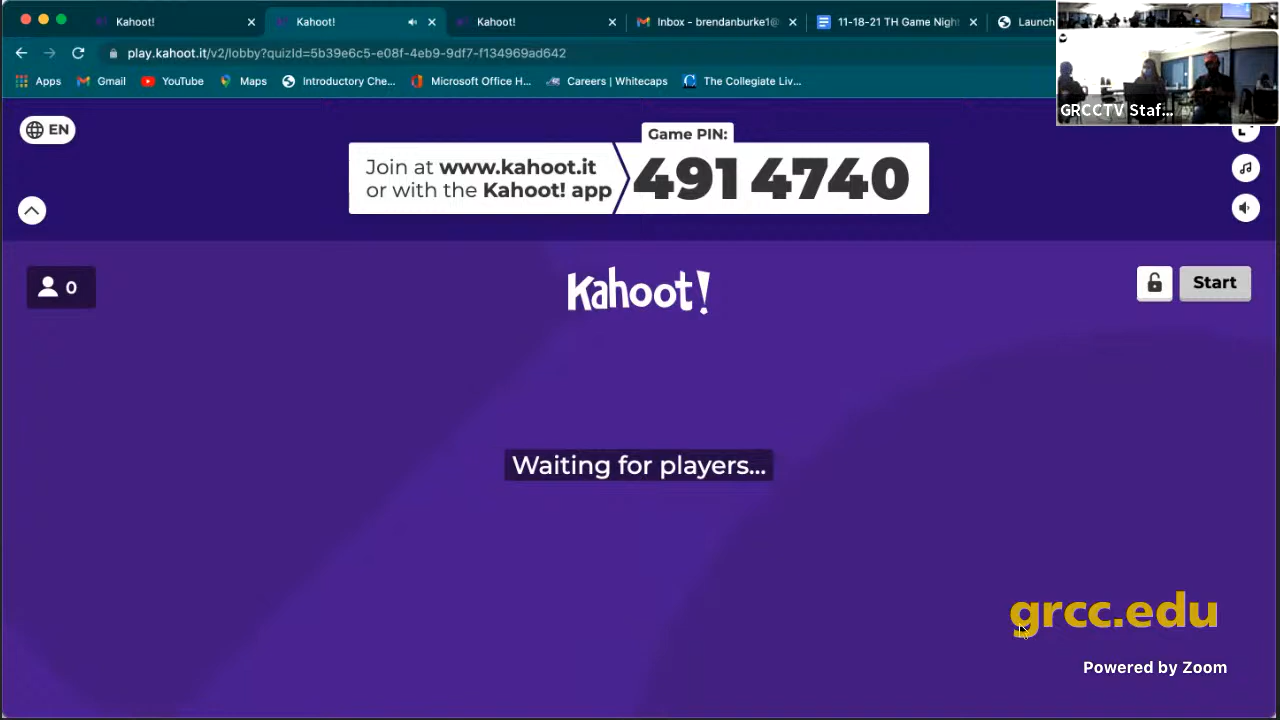 Kahoot!
Kahoot!
Kahoot!
Inbox - brendanburke1@
11-18-21 TH Game Night
Launch
play.kahoot.it/v2/lobby?quizId=5b39e6c5-e08f-4eb9-9df7-f134969ad642
Apps
Gmail
YouTube
Maps
Introductory Che...
Microsoft Office H...
Careers | Whitecaps
The Collegiate Liv...
GRCCTV Staf...
EN
Game PIN:
Join at www.kahoot.it
or with the Kahoot! app
491 4740
0
Kahoot!
Start
Waiting for players...
grcc.edu
Powered by Zoom